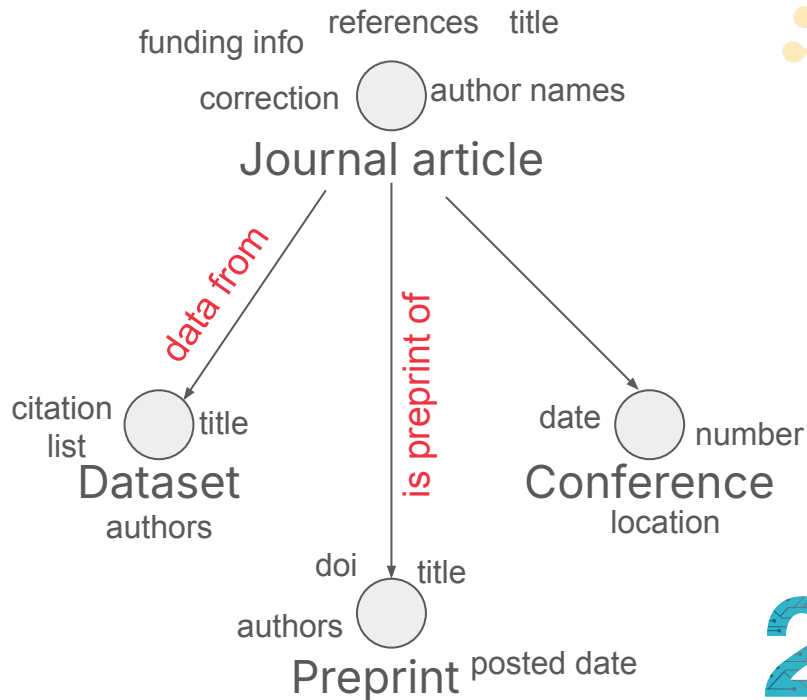 references title
funding info
correction
author names
Journal article
data from
is preprint of
citation
list
title
Dataset
authors
date
number
Conference
location
doi
title
authors
Preprint
posted date
2